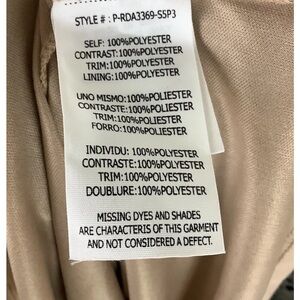 STYLE # : P-RDA3369-SSP3
SELF: 100%POLYESTER
CONTRAST:100%POLYESTER
TRIM:100%POLYESTER
LINING:100%POLYESTER
UNO MISMO:100%POLIESTER
CONTRASTE:100%POLIESTER
TRIM:100%POLIESTER
FORRO:100%POLIESTER
INDIVIDU: 100%POLYESTER
CONTRASTE:100%POLYESTER
TRIM:100%POLYESTER
DOUBLURE:100%POLYESTER
MISSING DYES AND SHADES
ARE CHARACTERIS OF THIS GARMENT
AND NOT CONSIDERED A DEFECT.